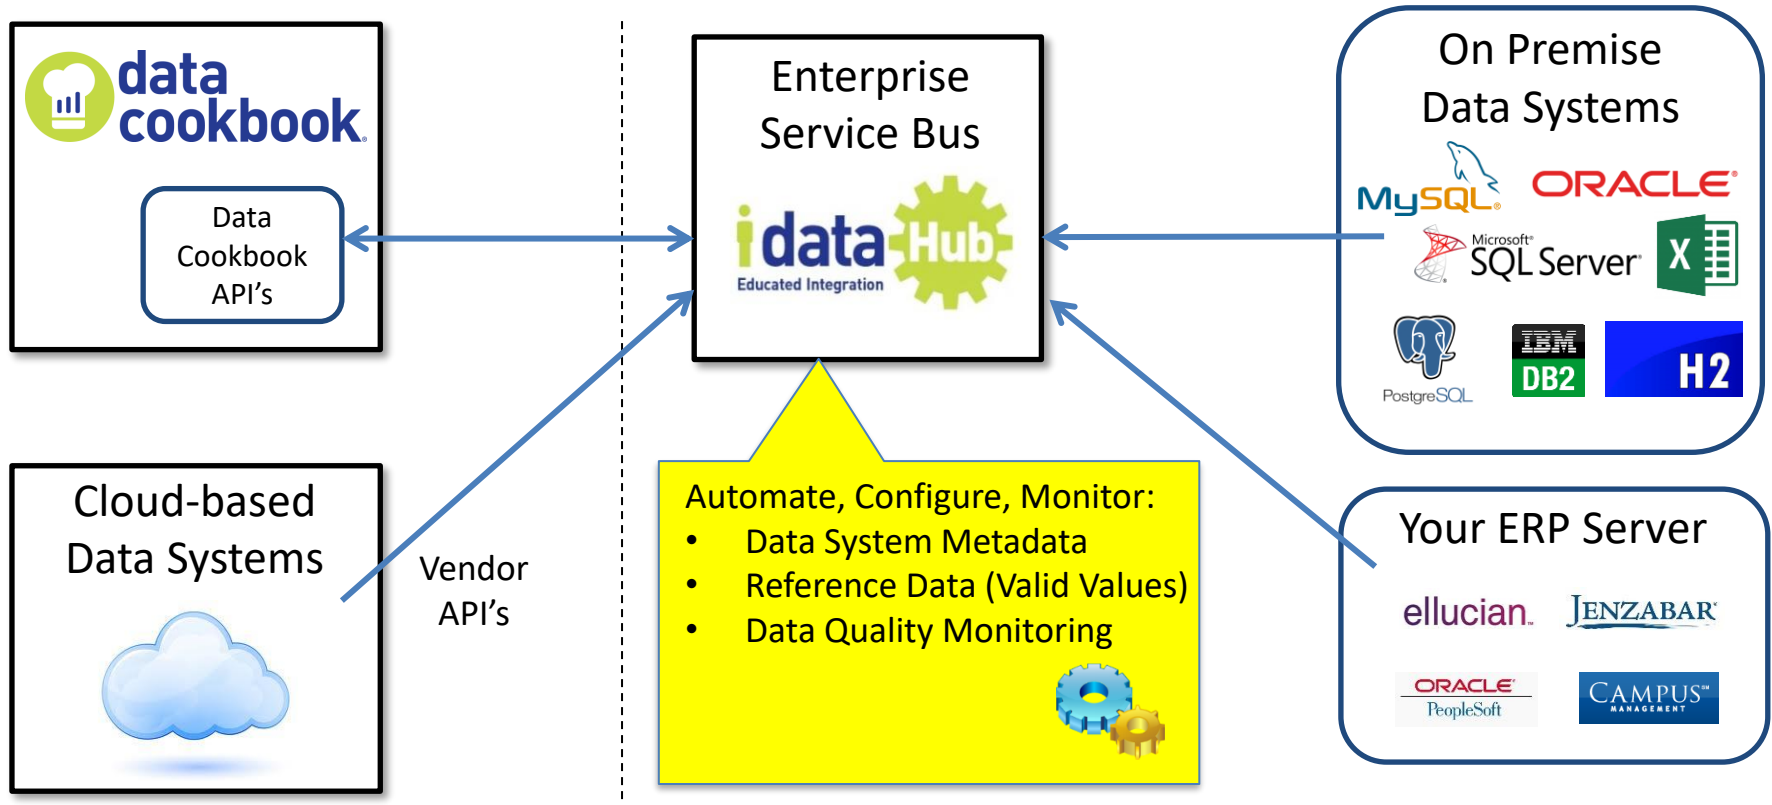 data
cookbook
Data
Cookbook
API's
Cloud-based
Data Systems
Vendor
API's
Enterprise
Service Bus
idata Hub
Educated Integration
Automate, Configure, Monitor:
• Data System Metadata
• Reference Data (Valid Values)
• Data Quality Monitoring
On Premise
Data Systems
MySQL®
ORACLE®
Microsoft®
SQL Server®
X
PostgreSQL
IBM
DB2
H2
Your ERP Server
ellucian™
JENZABAR®
ORACLE®
PeopleSoft
CAMPUS℠
MANAGEMENT